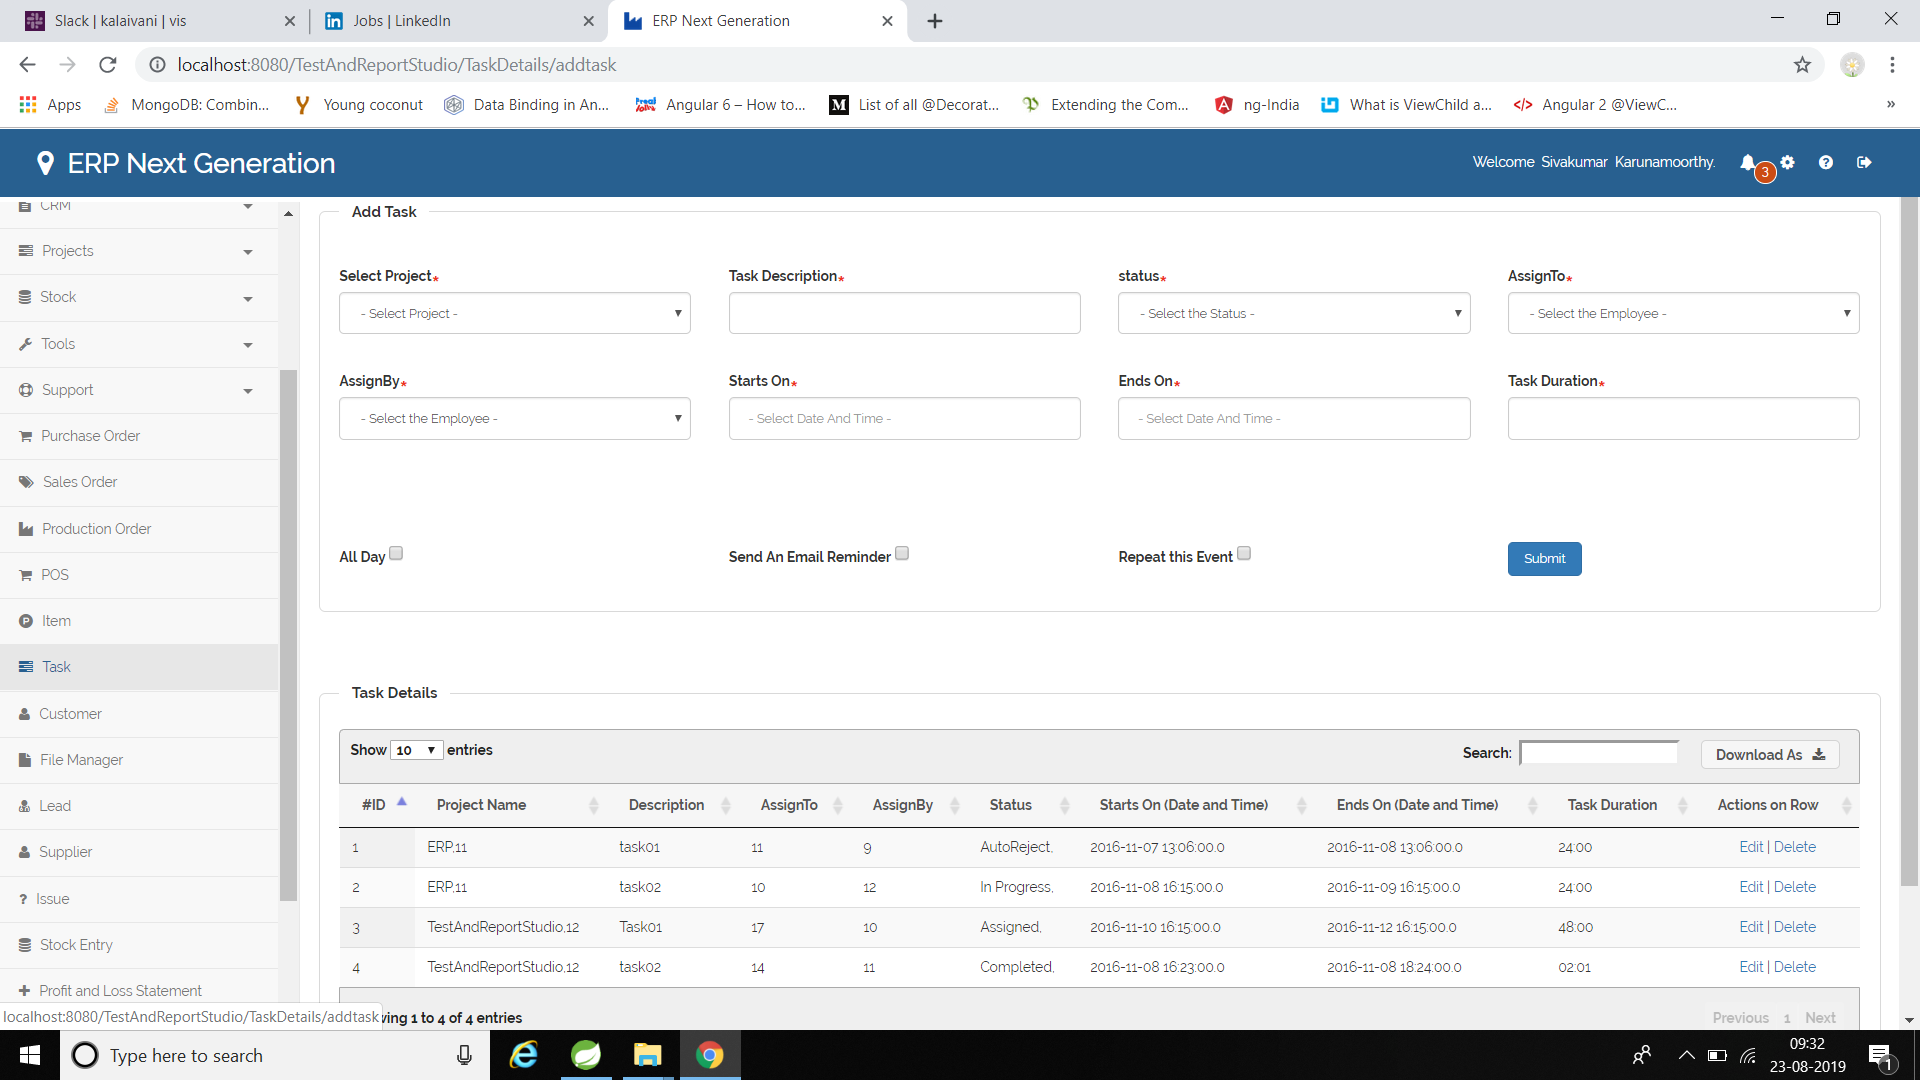 Slack | kalaivani | vis
Jobs | LinkedIn
ERP Next Generation
localhost:8080/TestAndReportStudio/TaskDetails/addtask
Apps
MongoDB: Combin...
Young coconut
Data Binding in An...
Angular 6 – How to...
List of all @Decorat...
Extending the Com...
ng-India
What is ViewChild a...
Angular 2 @ViewC...
»
ERP Next Generation
Welcome Sivakumar Karunamoorthy.
3
CRM
Projects
Stock
Tools
Support
Purchase Order
Sales Order
Production Order
POS
Item
Task
Customer
File Manager
Lead
Supplier
Issue
Stock Entry
Profit and Loss Statement
Add Task
Select Project* Task Description* status* AssignTo*
- Select Project - - Select the Status - - Select the Employee -
AssignBy* Starts On* Ends On* Task Duration*
- Select the Employee - - Select Date And Time - - Select Date And Time -
All Day Send An Email Reminder Repeat this Event Submit
Task Details
Show 10 entries Search: Download As
#ID Project Name Description AssignTo AssignBy Status Starts On (Date and Time) Ends On (Date and Time) Task Duration Actions on Row
1 ERP,11 task01 11 9 AutoReject, 2016-11-07 13:06:00.0 2016-11-08 13:06:00.0 24:00 Edit | Delete
2 ERP,11 task02 10 12 In Progress, 2016-11-08 16:15:00.0 2016-11-09 16:15:00.0 24:00 Edit | Delete
3 TestAndReportStudio,12 Task01 17 10 Assigned, 2016-11-10 16:15:00.0 2016-11-12 16:15:00.0 48:00 Edit | Delete
4 TestAndReportStudio,12 task02 14 11 Completed, 2016-11-08 16:23:00.0 2016-11-08 18:24:00.0 02:01 Edit | Delete
ving 1 to 4 of 4 entries Previous 1 Next
localhost:8080/TestAndReportStudio/TaskDetails/addtask
Type here to search
09:32
23-08-2019
1